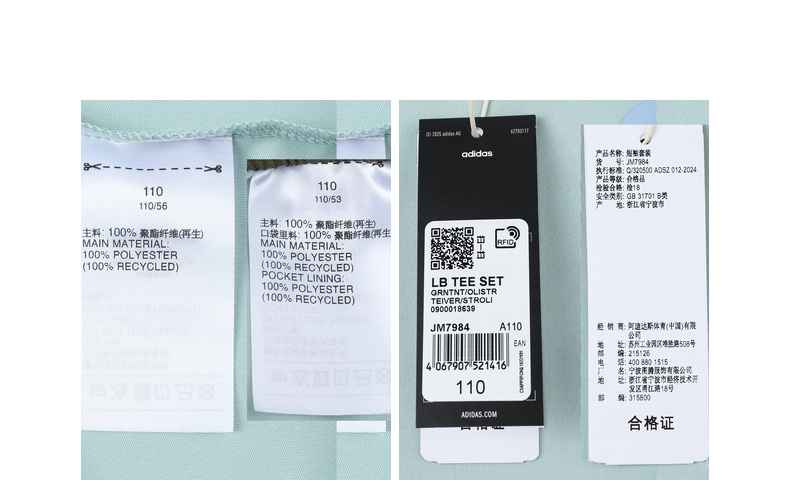 110
110/56
主料: 100% 聚酯纤维(再生)
MAIN MATERIAL:
100% POLYESTER
(100% RECYCLED)
110
110/53
主料: 100% 聚酯纤维(再生)
口袋里料: 100% 聚酯纤维(再生)
MAIN MATERIAL:
100% POLYESTER
(100% RECYCLED)
POCKET LINING:
100% POLYESTER
(100% RECYCLED)
© 2025 adidas AG
62783117
adidas
RFID
LB TEE SET
GRNTNT/OLISTR
TEIVER/STROLI
0900018639
JM7984 A110
EAN
4 067907 521416
110
ADIDAS.COM
合格证
产品名称: 短袖套装
货 号: JM7984
执行标准: Q/320500 ADSZ 012-2024
产品等级: 合格品
检验合格: 检18
安全类别: GB 31701 B类
产 地: 浙江省宁波市
经 销 商: 阿迪达斯体育(中国)有限
公司
地 址: 苏州工业园区唯胜路508号
邮 编: 215126
电 话: 400 880 1515
厂 名: 宁波图腾服饰有限公司
地 址: 浙江省宁波市经济技术开
发区甬江路18号
邮 编: 315800
合格证